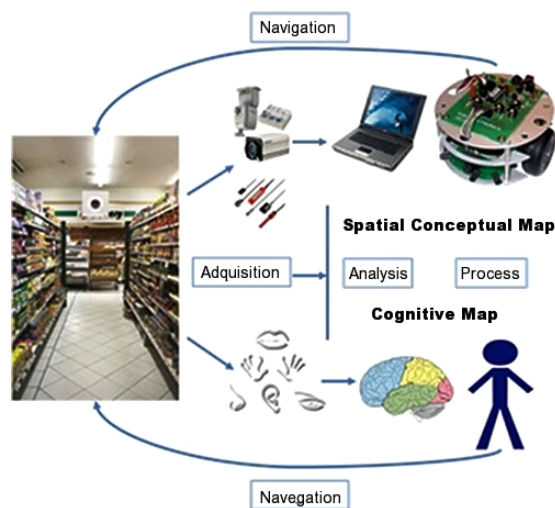 Navigation
Spatial Conceptual Map
Adquisition
Analysis
Process
Cognitive Map
Navegation